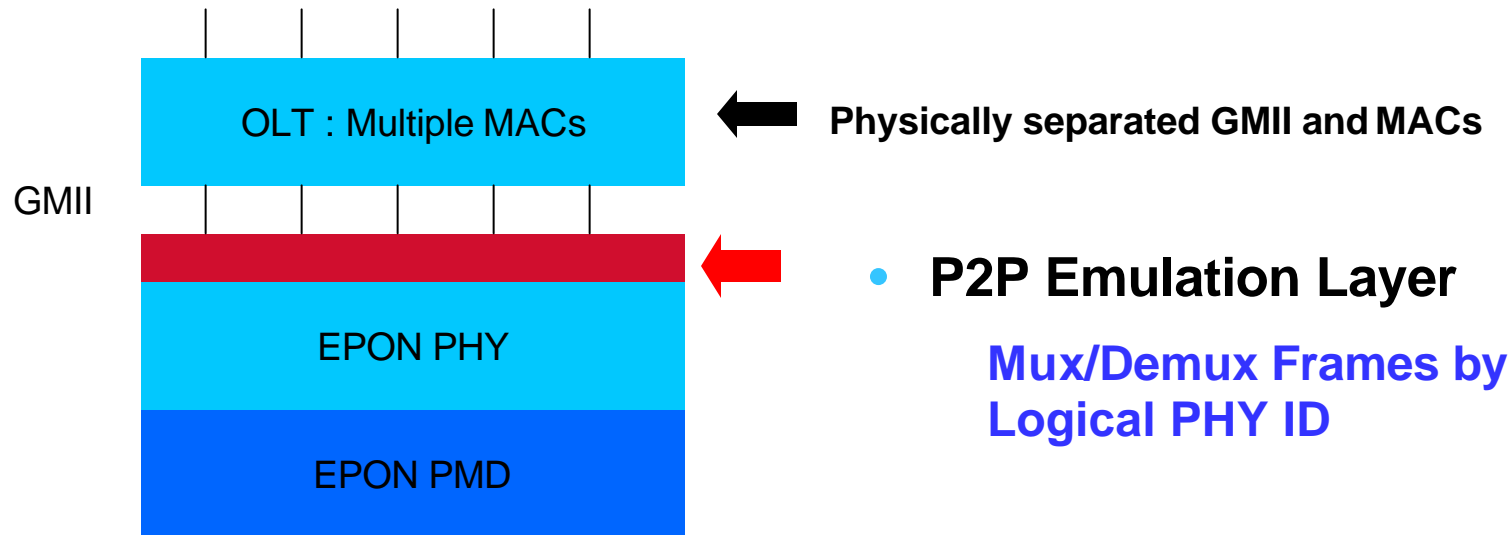 OLT : Multiple MACs
Physically separated GMII and MACs
GMII
• P2P Emulation Layer
EPON PHY
Mux/Demux Frames by
Logical PHY ID
EPON PMD